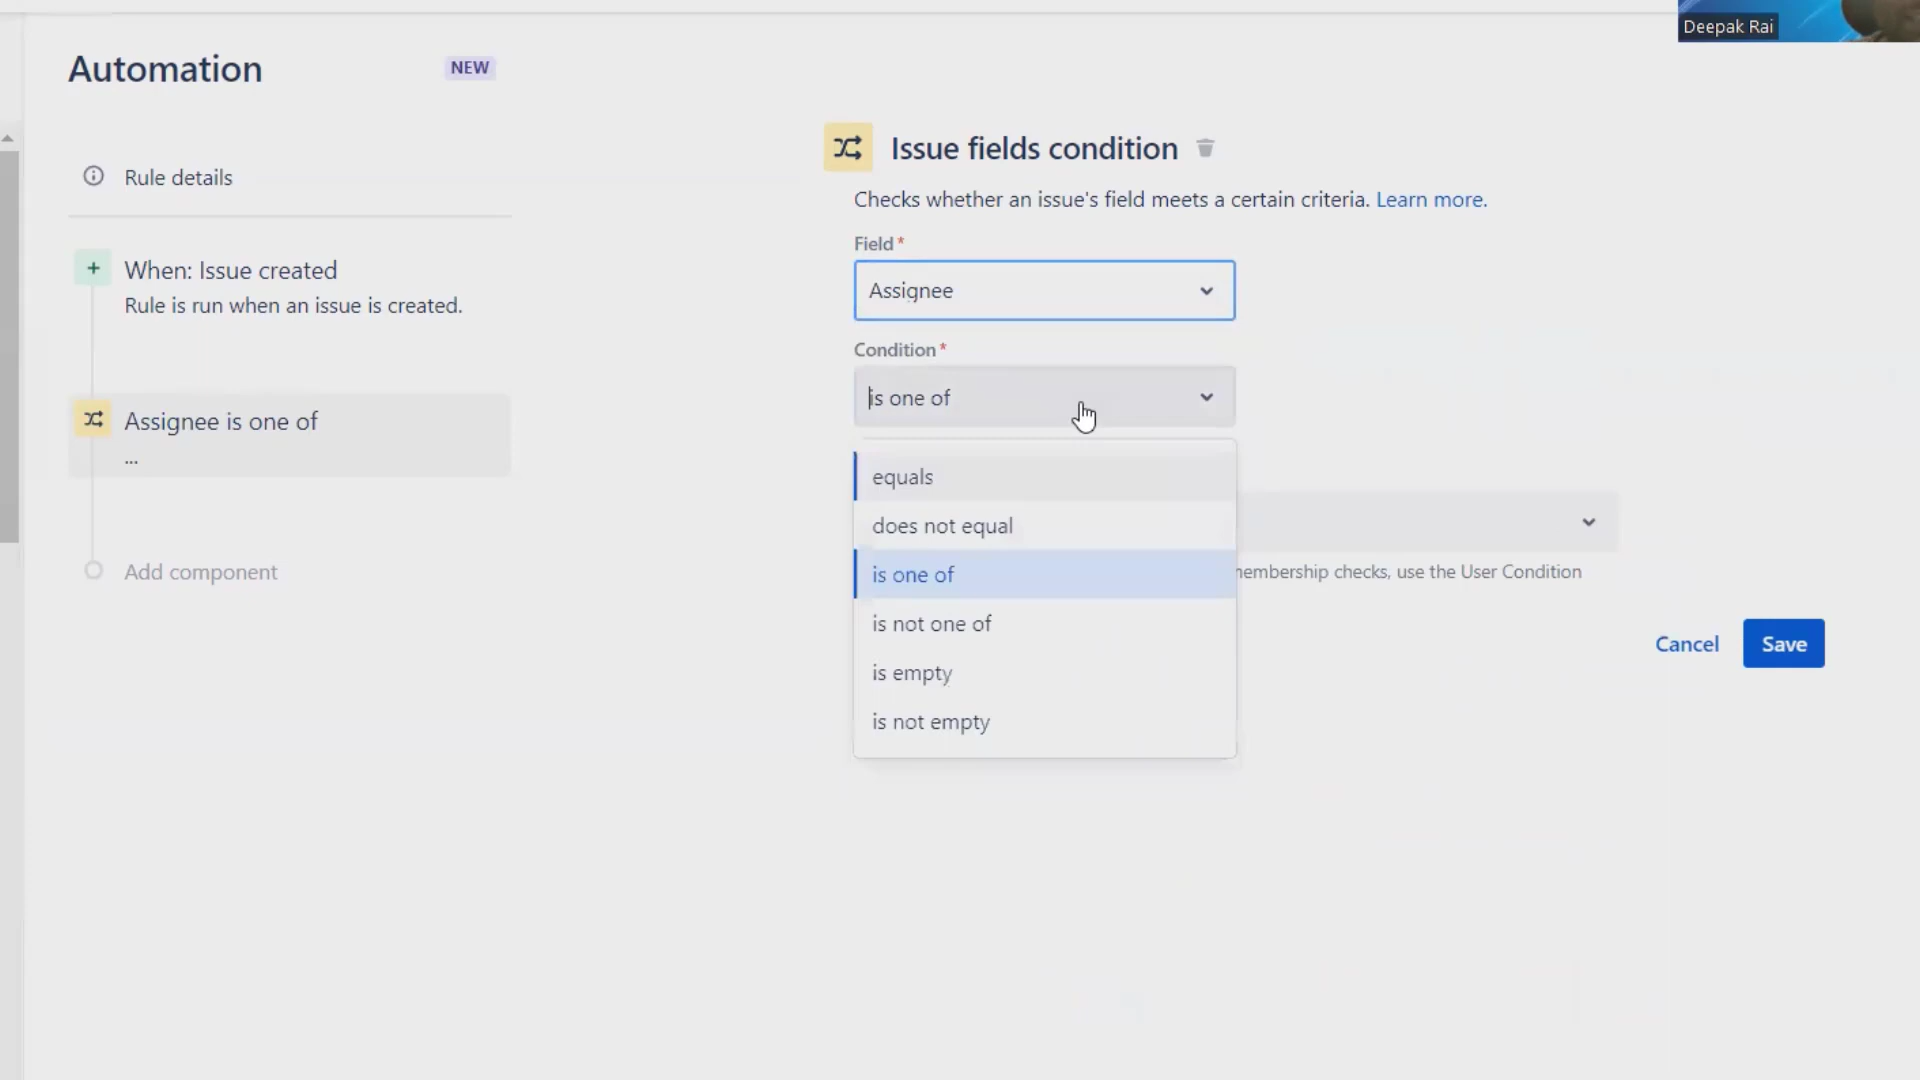 Deepak Rai
Automation
NEW
Rule details
When: Issue created
Rule is run when an issue is created.
Assignee is one of
...
Add component
Issue fields condition
Checks whether an issue's field meets a certain criteria. Learn more.
Field *
Assignee
Condition *
is one of
equals
does not equal
is one of
is not one of
is empty
is not empty
membership checks, use the User Condition
Cancel
Save